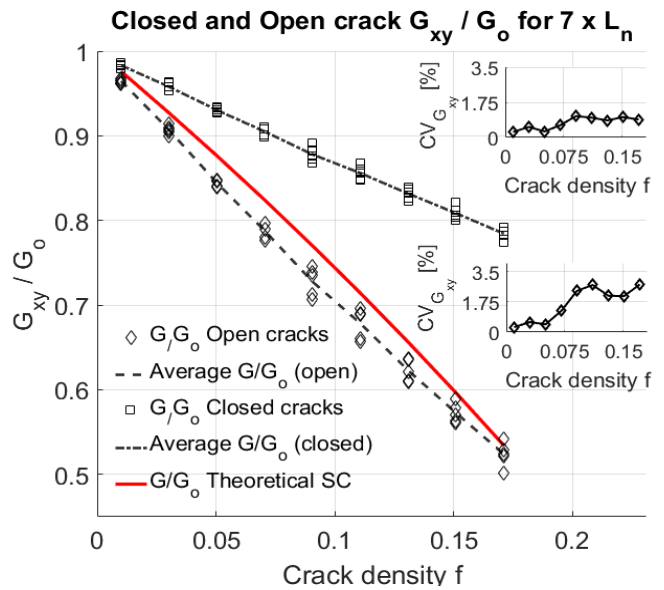 Closed and Open crack G_xy / G_o for 7 x L_n
1
0.9
0.8
0.7
0.6
0.5
G_xy / G_o
0
0.05
0.1
0.15
0.2
Crack density f
G/G_o Open cracks
Average G/G_o (open)
G/G_o Closed cracks
Average G/G_o (closed)
G/G_o Theoretical SC
CV_G_xy [%]
3.5
1.75
0
0
0.075
0.15
Crack density f
CV_G_xy [%]
3.5
1.75
0
0
0.075
0.15
Crack density f